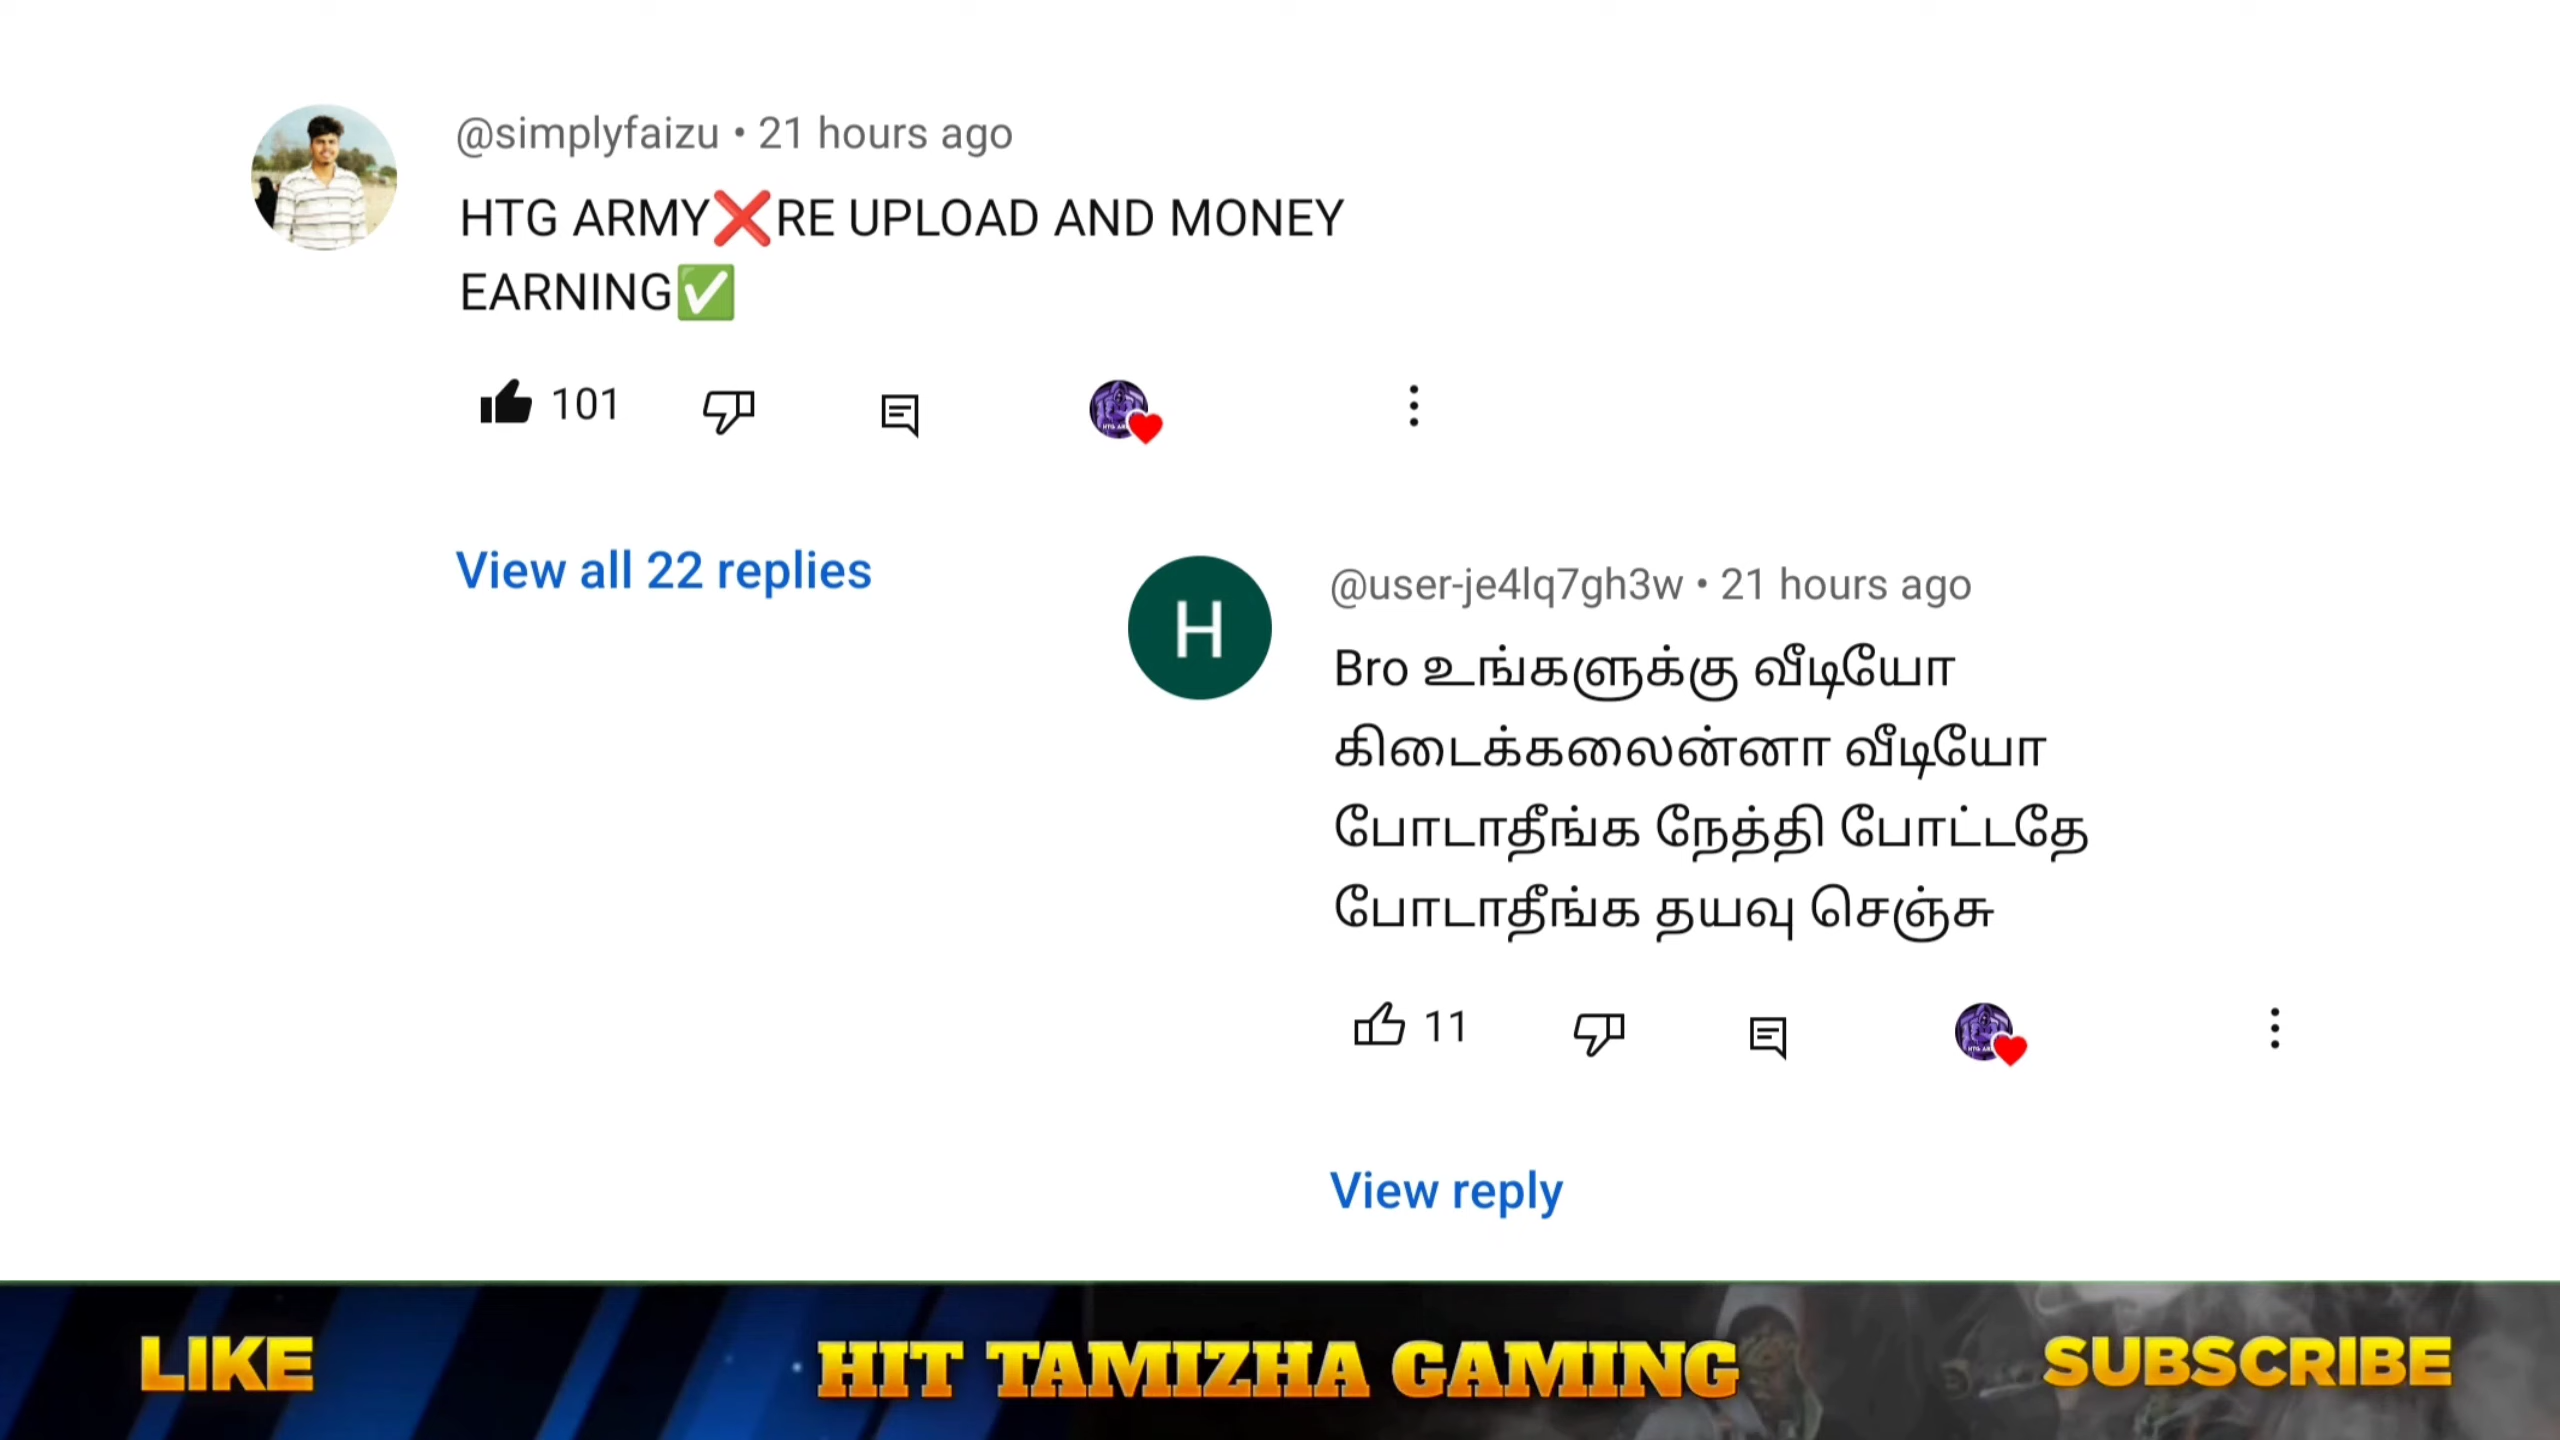 @simplyfaizu • 21 hours ago
HTG ARMY❌RE UPLOAD AND MONEY
EARNING✅
101
View all 22 replies
H
@user-je4lq7gh3w • 21 hours ago
Bro உங்களுக்கு வீடியோ
கிடைக்கலைன்னா வீடியோ
போடாதீங்க நேத்தி போட்டதே
போடாதீங்க தயவு செஞ்சு
11
View reply
LIKE
HIT TAMIZHA GAMING
SUBSCRIBE